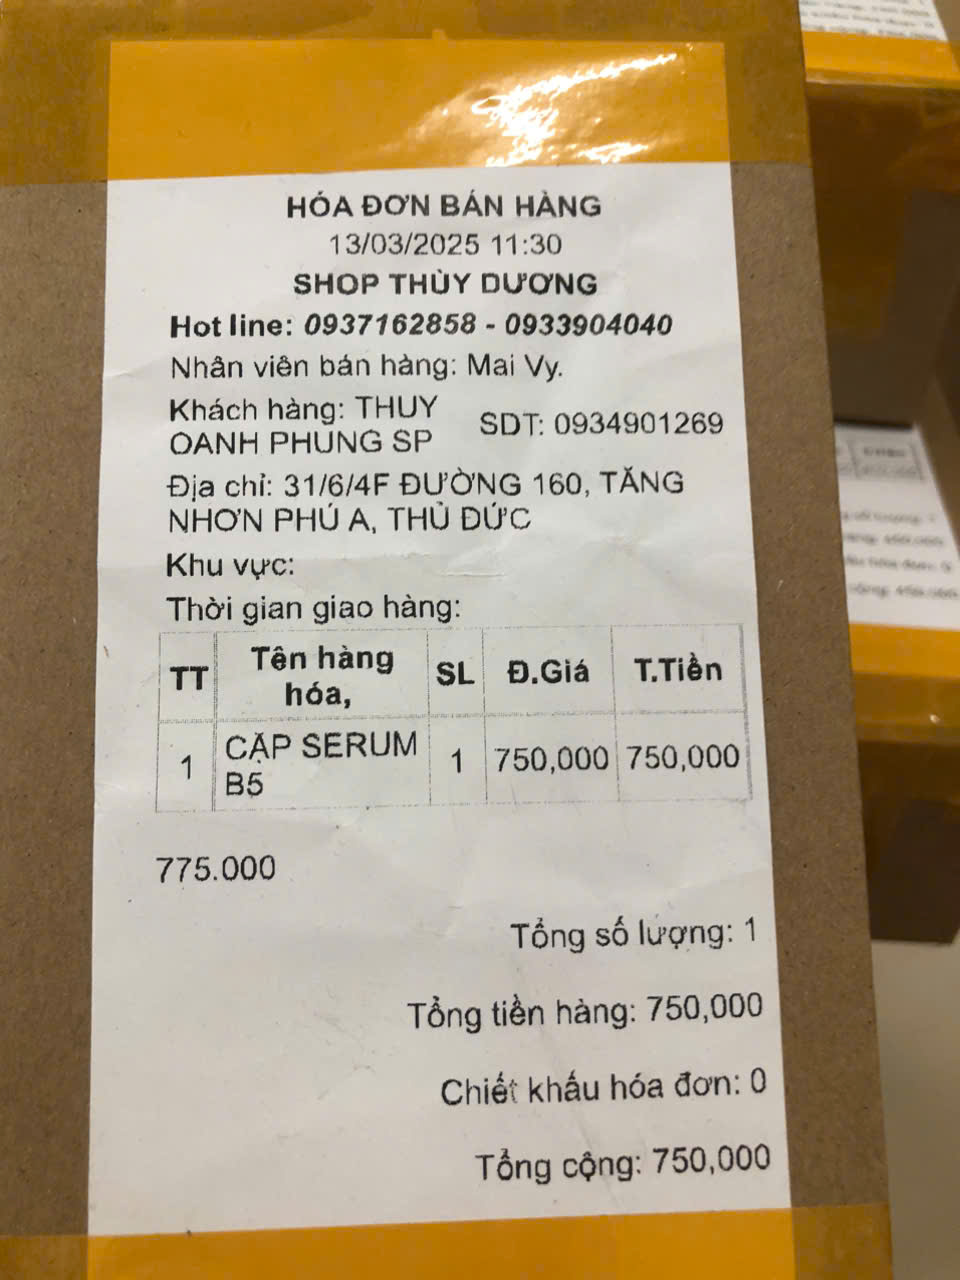 HÓA ĐƠN BÁN HÀNG
13/03/2025 11:30
SHOP THÙY DƯƠNG
Hot line: 0937162858 - 0933904040
Nhân viên bán hàng: Mai Vy.
Khách hàng: THUY OANH PHUNG SP SDT: 0934901269
Địa chỉ: 31/6/4F ĐƯỜNG 160, TĂNG
NHƠN PHÚ A, THỦ ĐỨC
Khu vực:
Thời gian giao hàng:
TT Tên hàng hóa, SL Đ.Giá T.Tiền
1 CẶP SERUM B5 1 750,000 750,000
775.000
Tổng số lượng: 1
Tổng tiền hàng: 750,000
Chiết khấu hóa đơn: 0
Tổng cộng: 750,000